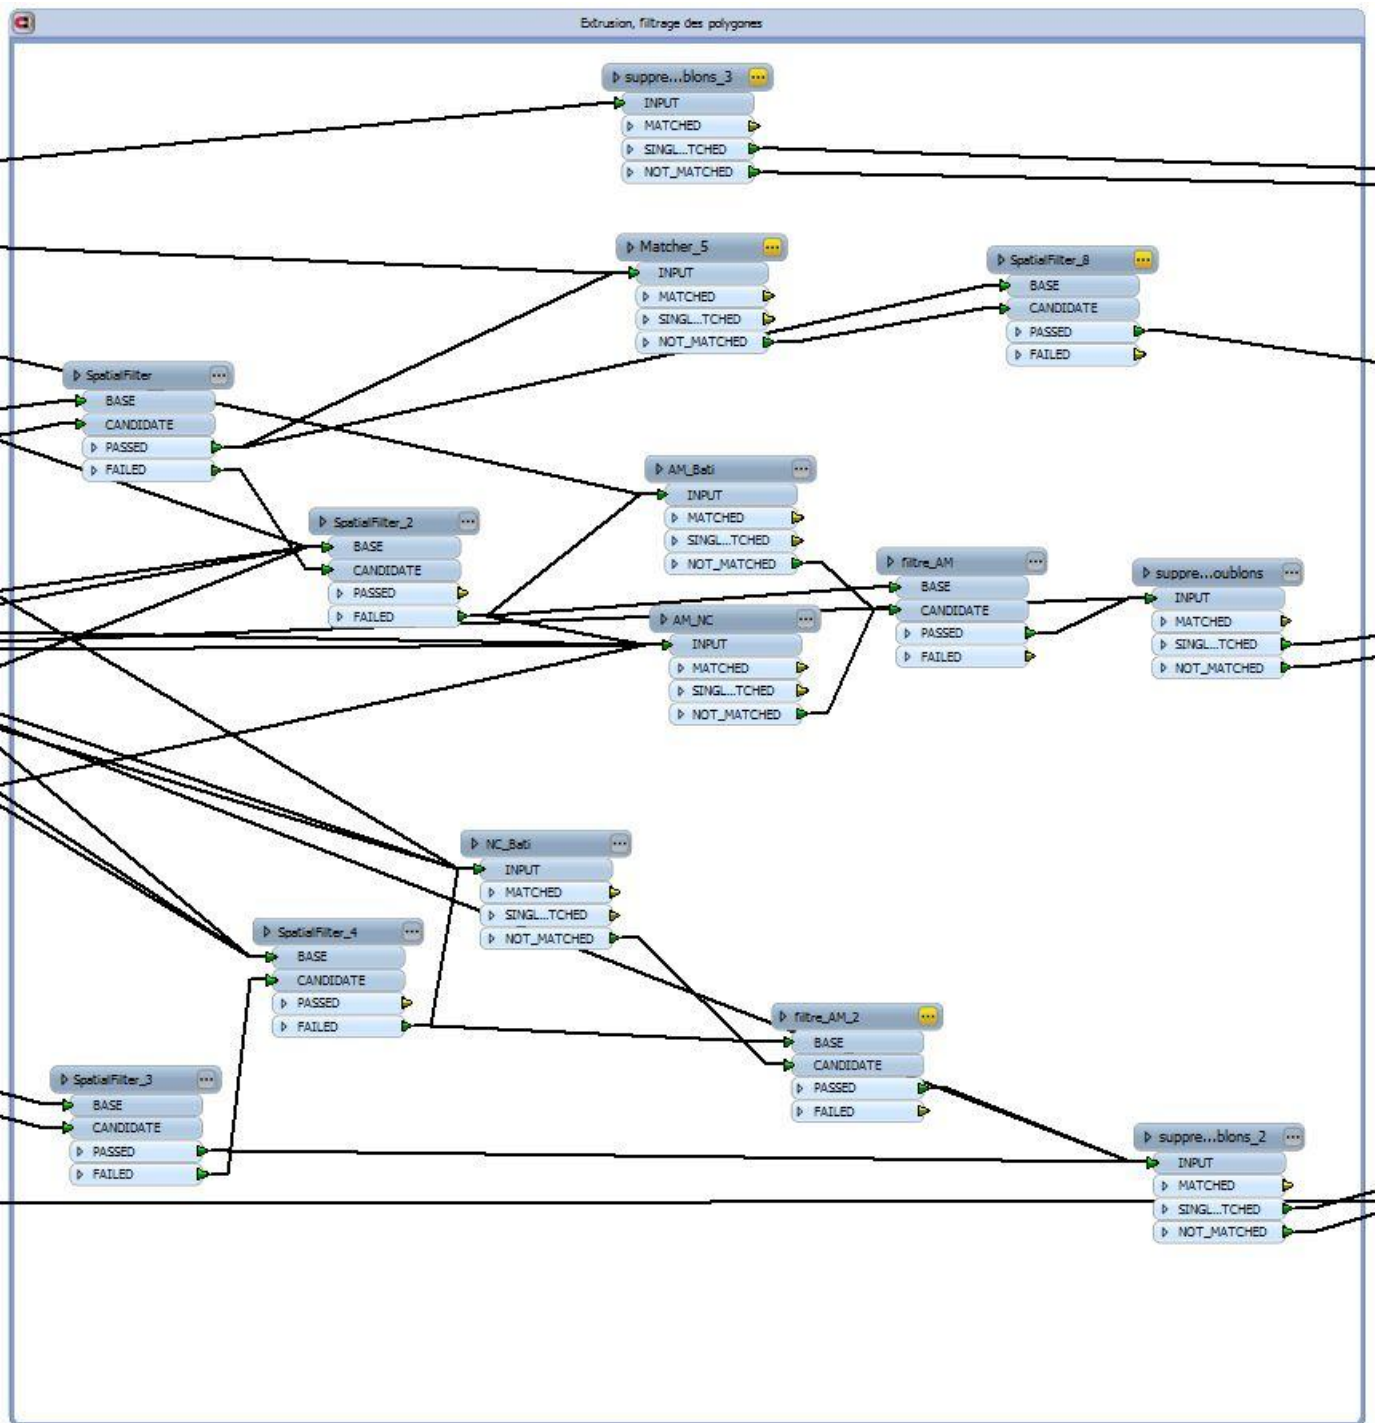 Extrusion, filtrage des polygones
suppre...blons_3
INPUT
MATCHED
SINGL...TCHED
NOT_MATCHED
Matcher_5
INPUT
MATCHED
SINGL...TCHED
NOT_MATCHED
SpatialFilter_8
BASE
CANDIDATE
PASSED
FAILED
SpatialFilter
BASE
CANDIDATE
PASSED
FAILED
SpatialFilter_2
BASE
CANDIDATE
PASSED
FAILED
AM_Bati
INPUT
MATCHED
SINGL...TCHED
NOT_MATCHED
AM_NC
INPUT
MATCHED
SINGL...TCHED
NOT_MATCHED
filtre_AM
BASE
CANDIDATE
PASSED
FAILED
suppre...oublons
INPUT
MATCHED
SINGL...TCHED
NOT_MATCHED
NC_Bati
INPUT
MATCHED
SINGL...TCHED
NOT_MATCHED
SpatialFilter_4
BASE
CANDIDATE
PASSED
FAILED
filtre_AM_2
BASE
CANDIDATE
PASSED
FAILED
SpatialFilter_3
BASE
CANDIDATE
PASSED
FAILED
suppre...blons_2
INPUT
MATCHED
SINGL...TCHED
NOT_MATCHED